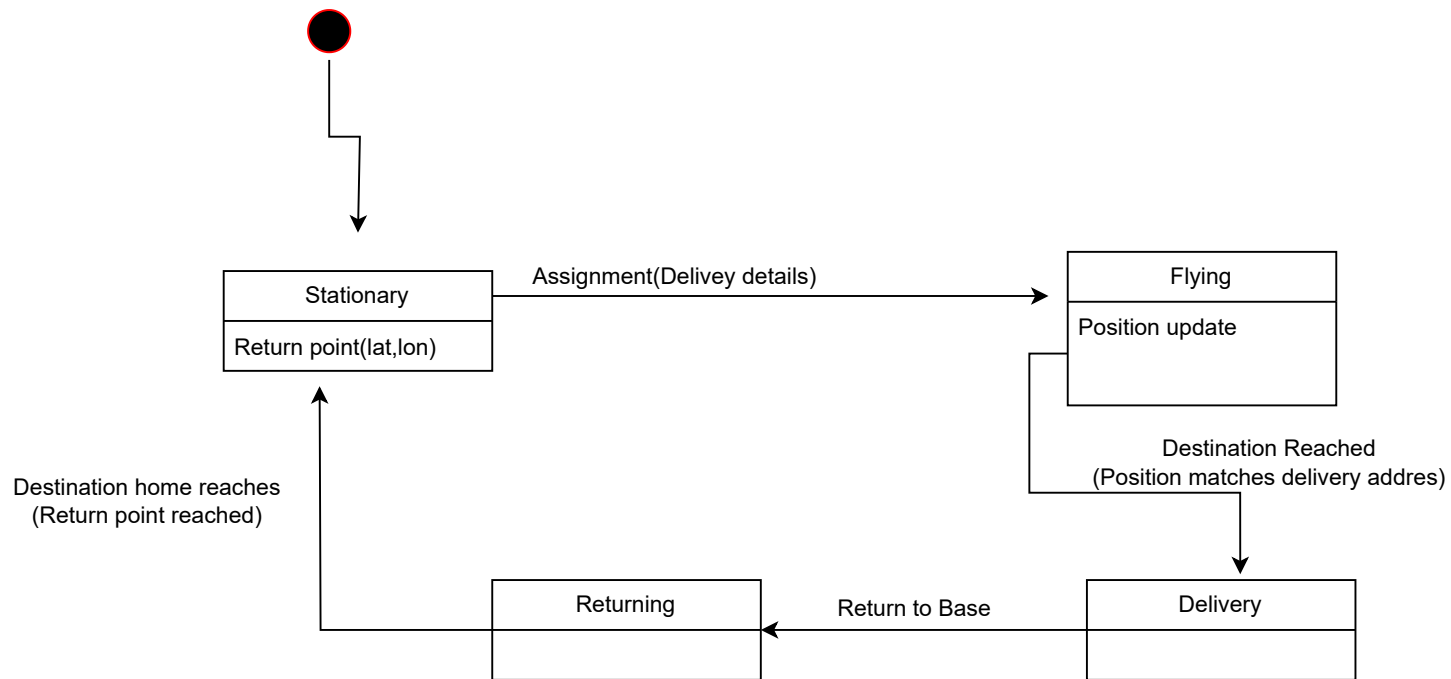 Stationary
Return point(lat,lon)
Assignment(Delivey details)
Flying
Position update
Destination Reached
(Position matches delivery addres)
Destination home reaches
(Return point reached)
Returning
Return to Base
Delivery